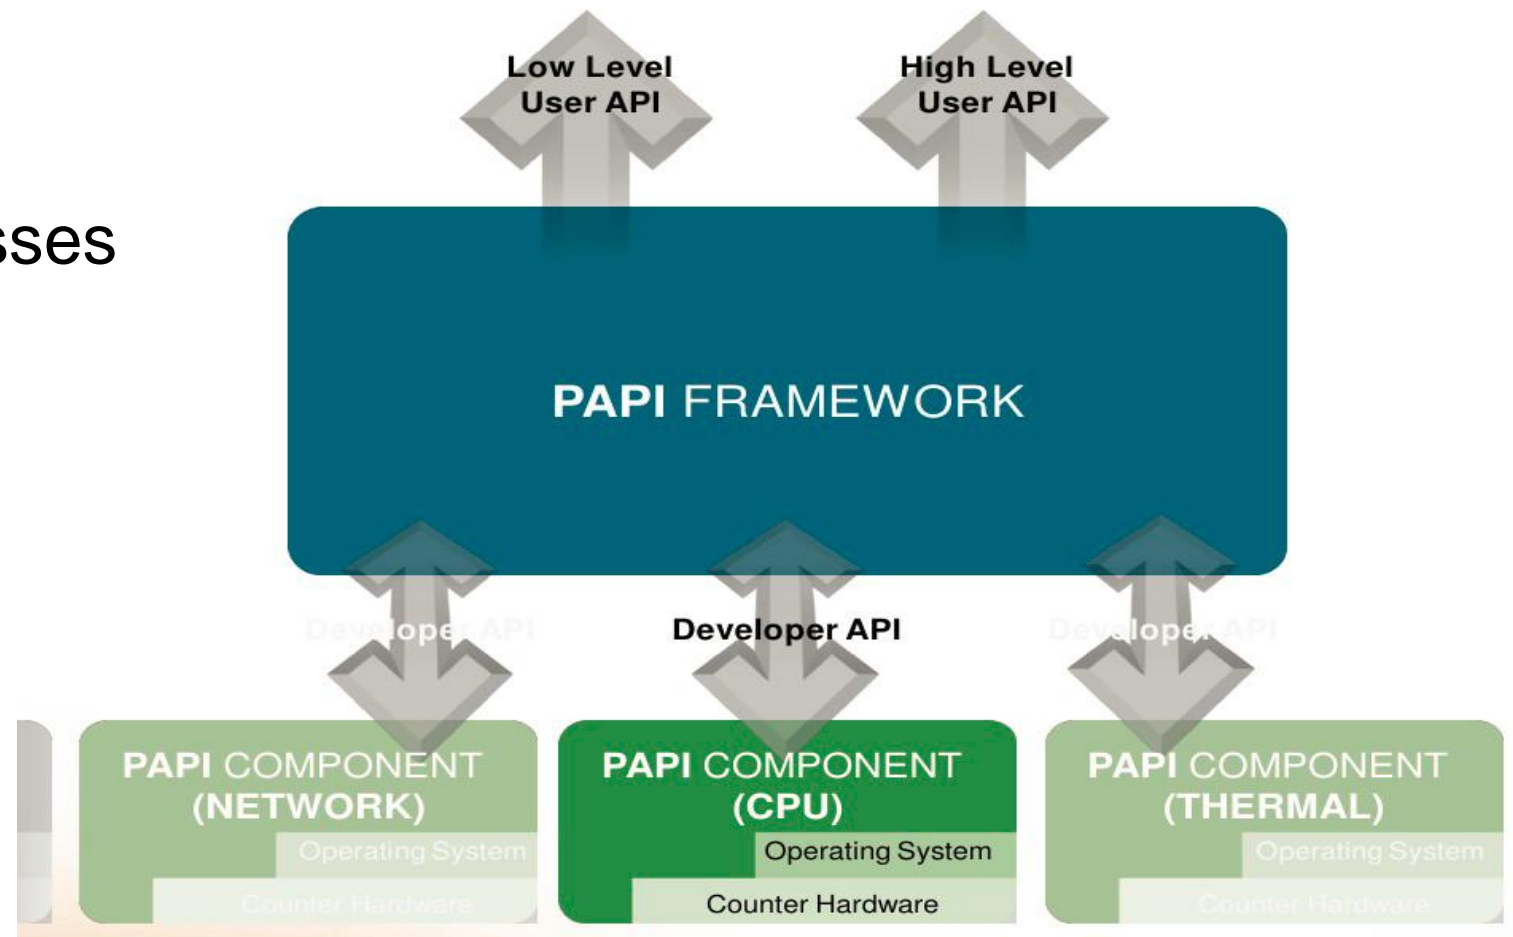 Low Level
User API
High Level
User API
sses
PAPI FRAMEWORK
Developer API
Developer API
Developer API
PAPI COMPONENT
(NETWORK)
Operating System
Counter Hardware
PAPI COMPONENT
(CPU)
Operating System
Counter Hardware
PAPI COMPONENT
(THERMAL)
Operating System
Counter Hardware